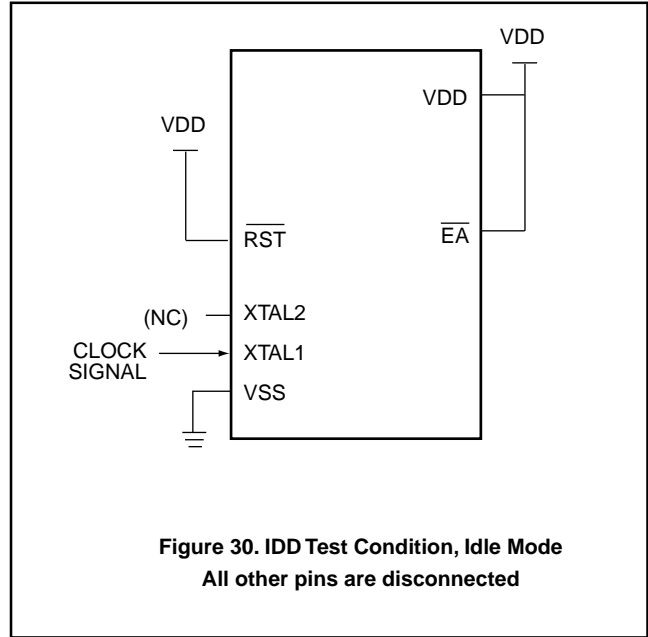 VDD
VDD
VDD
RST
EA
(NC)
XTAL2
CLOCK
SIGNAL
XTAL1
VSS
Figure 30. IDD Test Condition, Idle Mode
All other pins are disconnected